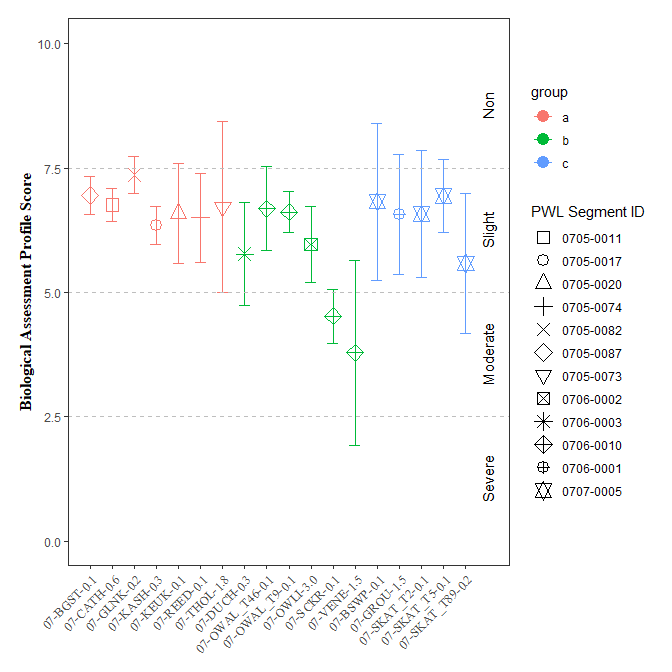 Biological Assessment Profile Score
10.0
7.5
5.0
2.5
0.0
Non
Slight
Moderate
Severe
07-BGST-0.1
07-CATH-0.6
07-GLNK-0.2
07-KASH-0.3
07-KEUK-0.1
07-REED-0.1
07-THOL-1.8
07-DUCH-0.3
07-OWAL_T46-0.1
07-OWAL_T9-0.1
07-OWLI-3.0
07-SCKR-0.1
07-VENE-1.5
07-BSWP-0.1
07-GROU-1.5
07-SKAT_T2-0.1
07-SKAT_T5-0.1
07-SKAT_T89-0.2
group
a
b
c
PWL Segment ID
0705-0011
0705-0017
0705-0020
0705-0074
0705-0082
0705-0087
0705-0073
0706-0002
0706-0003
0706-0010
0706-0001
0707-0005